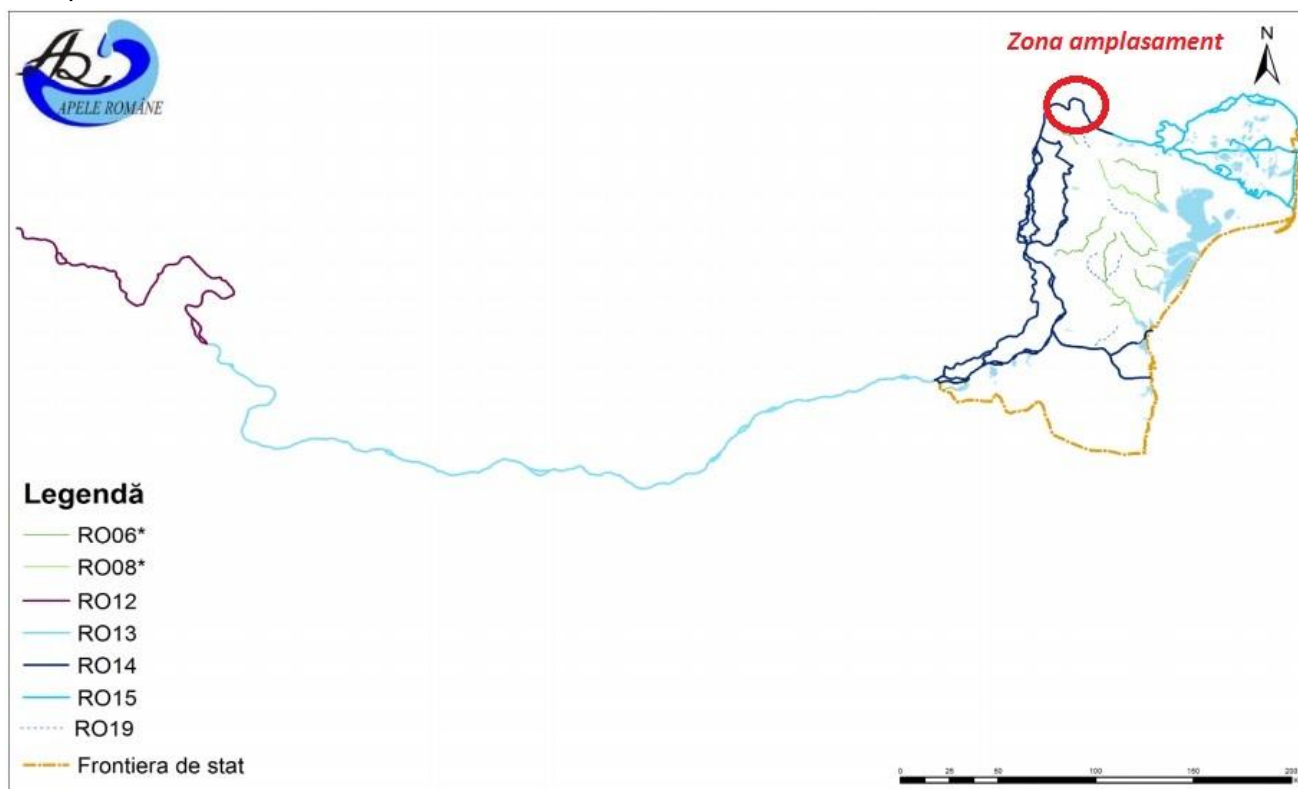 Zona amplasament
N
APELE ROMÂNE
Legendă
RO06*
RO08*
RO12
RO13
RO14
RO15
RO19
Frontiera de stat
0 25 50 100 150 200